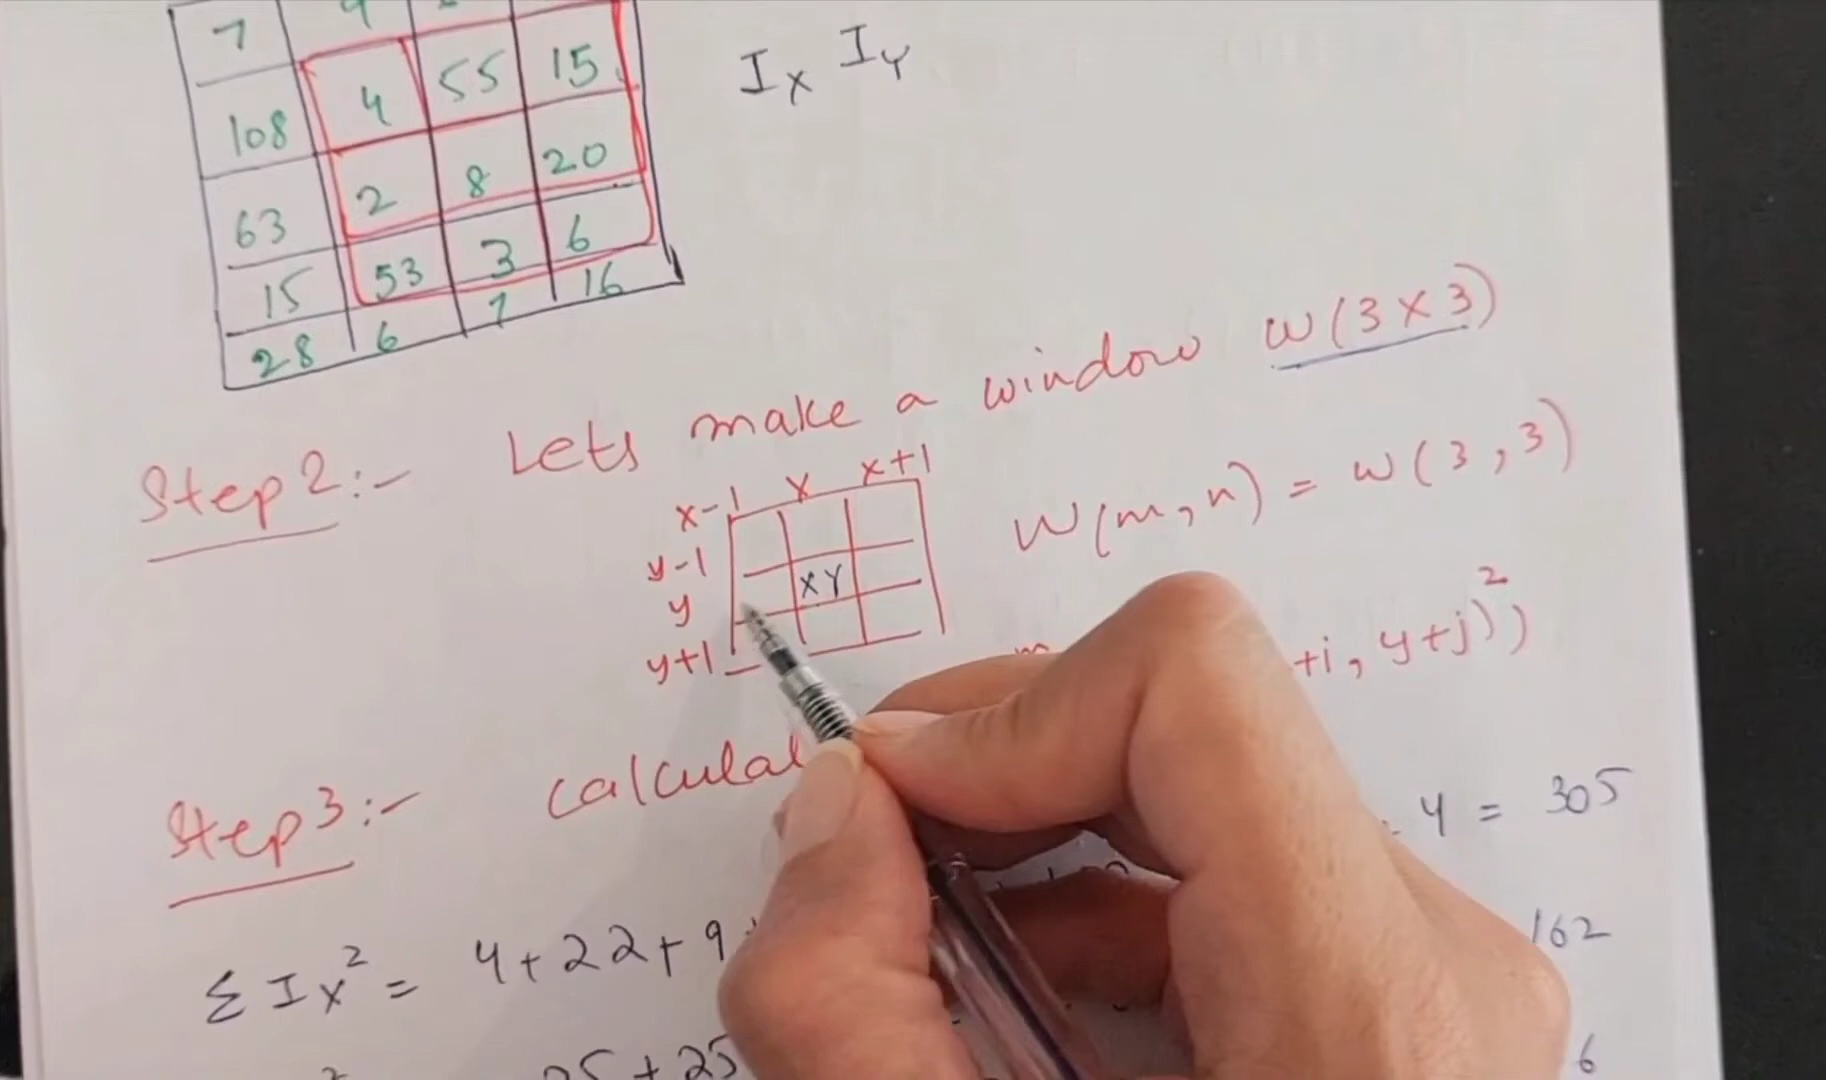 7
108 4 55 15
63 2 8 20
15 53 3 6
28 6 7 16
Ix IY
Step 2:- Lets make a window W(3x3)
x-1 x x+1
y-1
y XY
y+1
W(m,n) = W(3,3)
+i, y+j)²)
Step 3:- calculat
4 = 305
Σ Ix² = 4+22+9
162
25+25
6